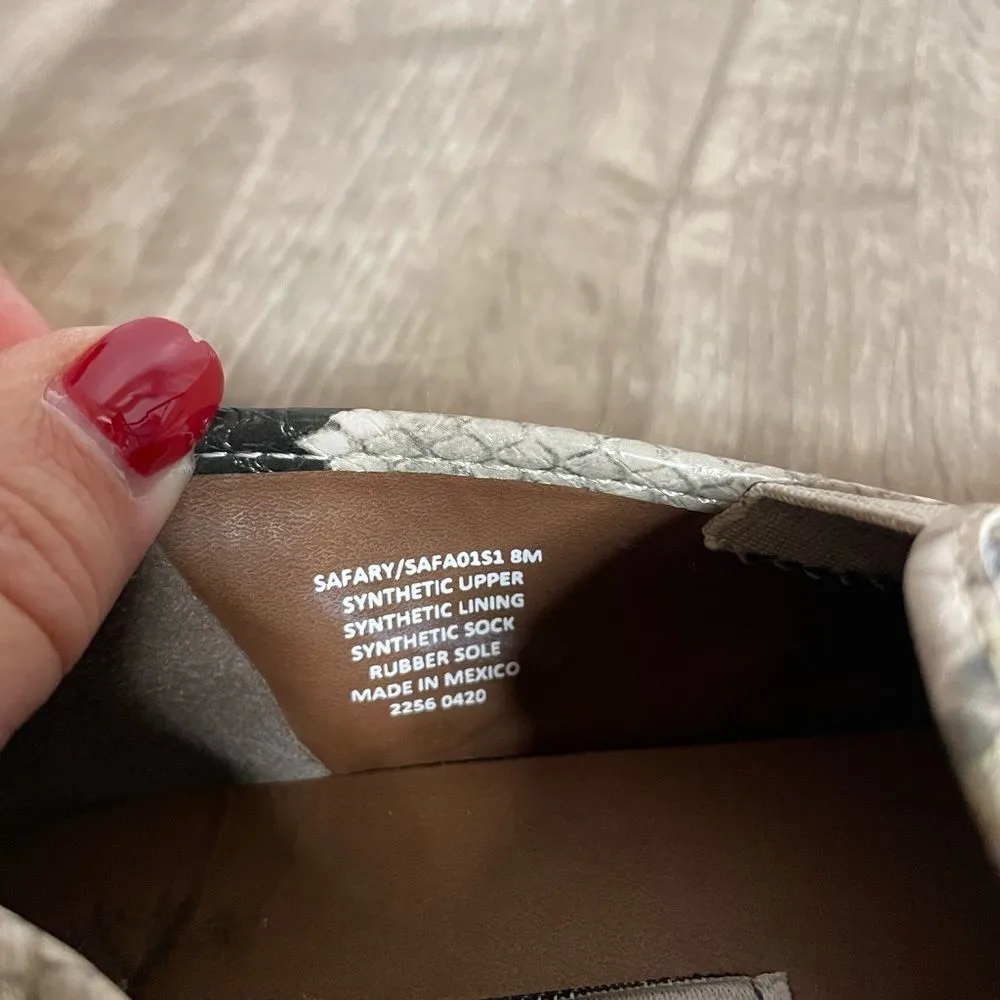 SAFARY/SAFA01S1 8M
SYNTHETIC UPPER
SYNTHETIC LINING
SYNTHETIC SOCK
RUBBER SOLE
MADE IN MEXICO
2256 0420